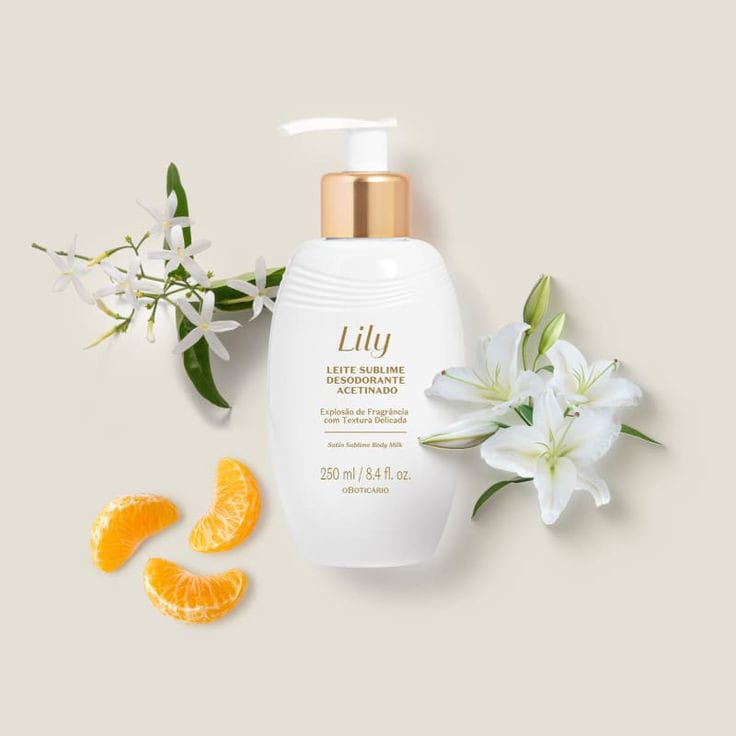 Lily
LEITE SUBLIME
DESODORANTE
ACETINADO
Explosão de Fragrância
com Textura Delicada
Satin Sublime Body Milk
250 ml / 8.4 fl. oz.
OBOTICÁRIO